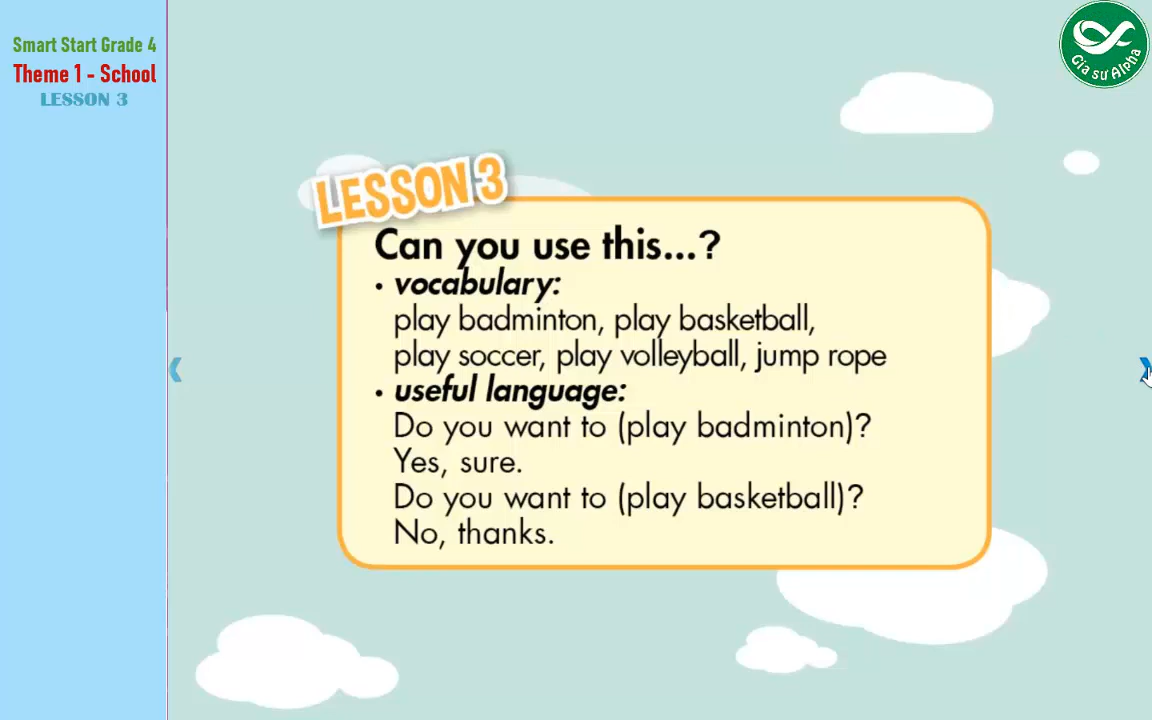 Smart Start Grade 4
Theme 1 - School
LESSON 3
Gia sư Alpha
LESSON 3
Can you use this...?
• vocabulary:
play badminton, play basketball,
play soccer, play volleyball, jump rope
• useful language:
Do you want to (play badminton)?
Yes, sure.
Do you want to (play basketball)?
No, thanks.